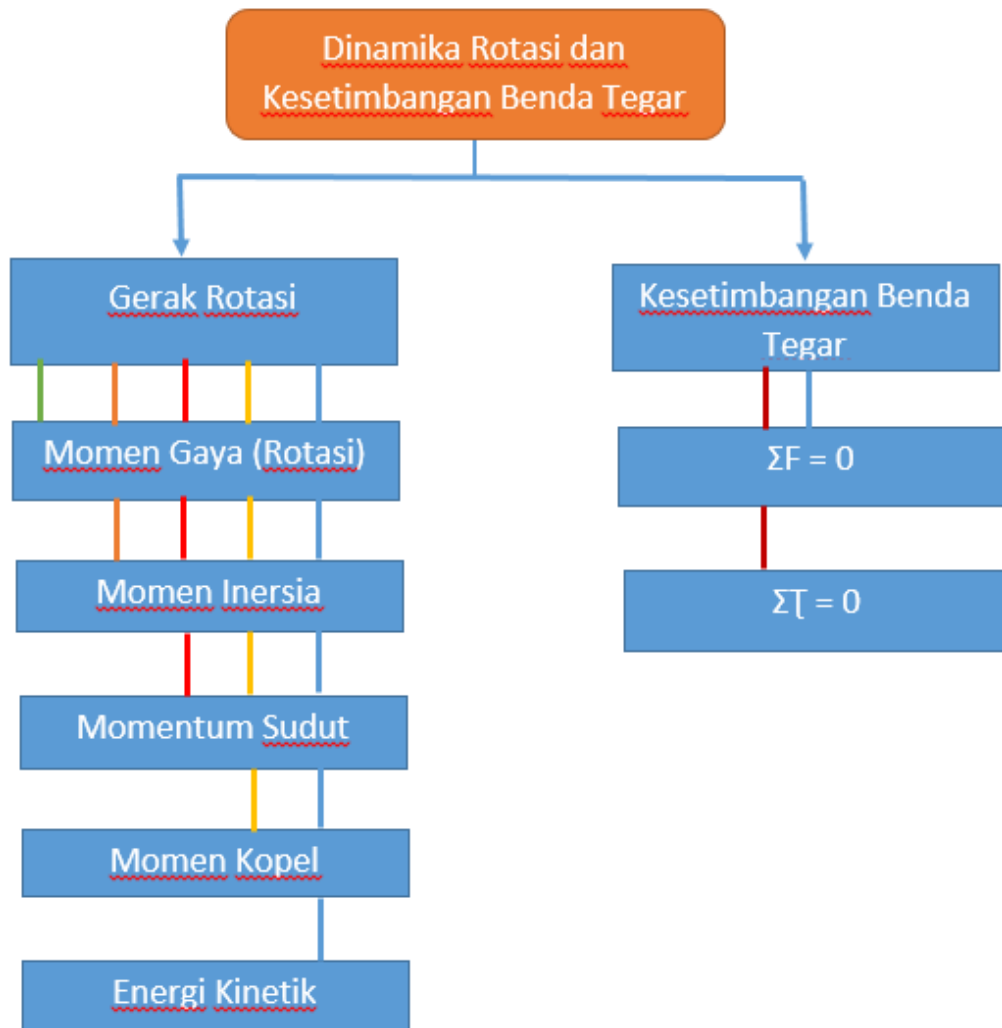 Dinamika Rotasi dan
Kesetimbangan Benda Tegar
Gerak Rotasi
Momen Gaya (Rotasi)
Momen Inersia
Momentum Sudut
Momen Kopel
Energi Kinetik
Kesetimbangan Benda
Tegar
ΣF = 0
ΣƮ = 0